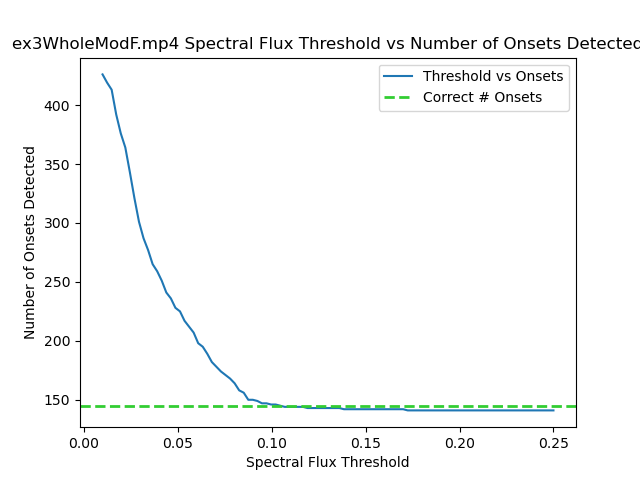 ex3WholeModF.mp4 Spectral Flux Threshold vs Number of Onsets Detected
Threshold vs Onsets
Correct # Onsets
Number of Onsets Detected
400
350
300
250
200
150
0.00 0.05 0.10 0.15 0.20 0.25
Spectral Flux Threshold